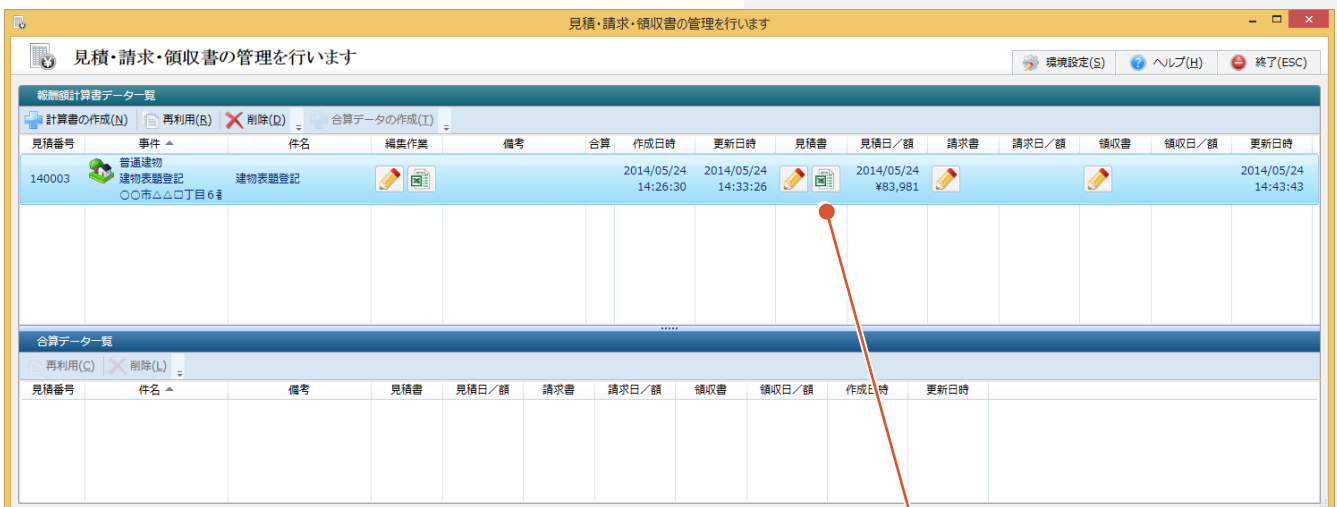 見積・請求・領収書の管理を行います
見積・請求・領収書の管理を行います
環境設定(S) ヘルプ(H) 終了(ESC)
報酬額計算書データ一覧
計算書の作成(N) 再利用(R) 削除(D) 合算データの作成(T)
見積番号 事件 件名 編集作業 備考 合算 作成日時 更新日時 見積書 見積日／額 請求書 請求日／額 領収書 領収日／額 更新日時
普通建物
140003 建物表題登記 建物表題登記 2014/05/24 2014/05/24 2014/05/24 2014/05/24
○○市△△□丁目6番 14:26:30 14:33:26 ¥83,981 14:43:43
合算データ一覧
再利用(C) 削除(L)
見積番号 件名 備考 見積書 見積日／額 請求書 請求日／額 領収書 領収日／額 作成日時 更新日時